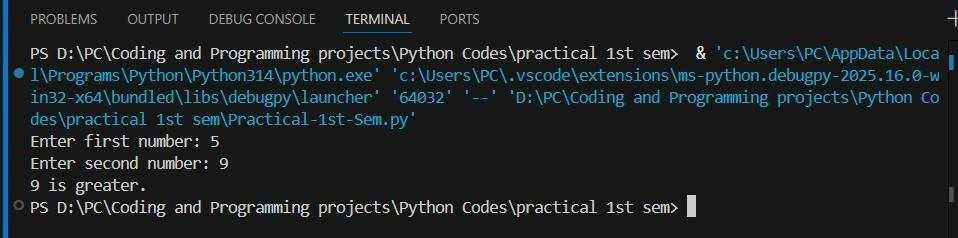 PROBLEMS OUTPUT DEBUG CONSOLE TERMINAL PORTS
PS D:\PC\Coding and Programming projects\Python Codes\practical 1st sem>  & 'c:\Users\PC\AppData\Loca
l\Programs\Python\Python314\python.exe' 'c:\Users\PC\.vscode\extensions\ms-python.debugpy-2025.16.0-w
in32-x64\bundled\libs\debugpy\launcher' '64032' '--' 'D:\PC\Coding and Programming projects\Python Co
des\practical 1st sem\Practical-1st-Sem.py'
Enter first number: 5
Enter second number: 9
9 is greater.
PS D:\PC\Coding and Programming projects\Python Codes\practical 1st sem>